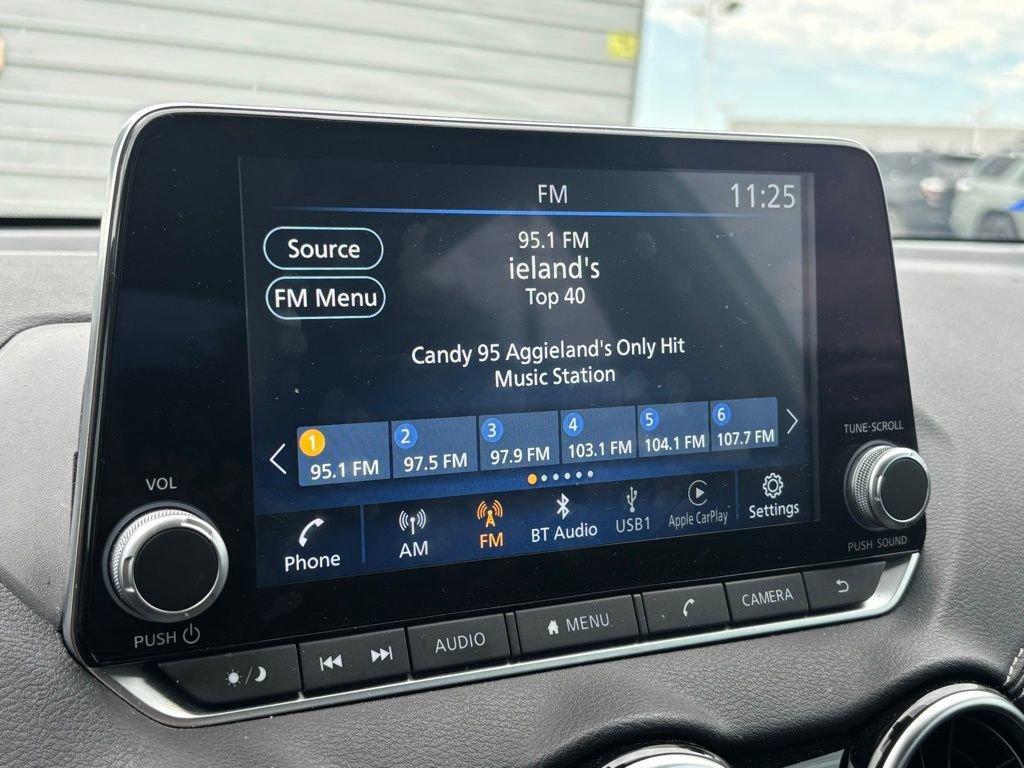 FM
11:25
Source
95.1 FM
ieland's
FM Menu
Top 40
Candy 95 Aggieland's Only Hit
Music Station
1
2
3
4
5
6
95.1 FM
97.5 FM
97.9 FM
103.1 FM
104.1 FM
107.7 FM
Phone
AM
FM
BT Audio
USB1
Apple CarPlay
Settings
VOL
PUSH
TUNE·SCROLL
PUSH SOUND
AUDIO
MENU
CAMERA